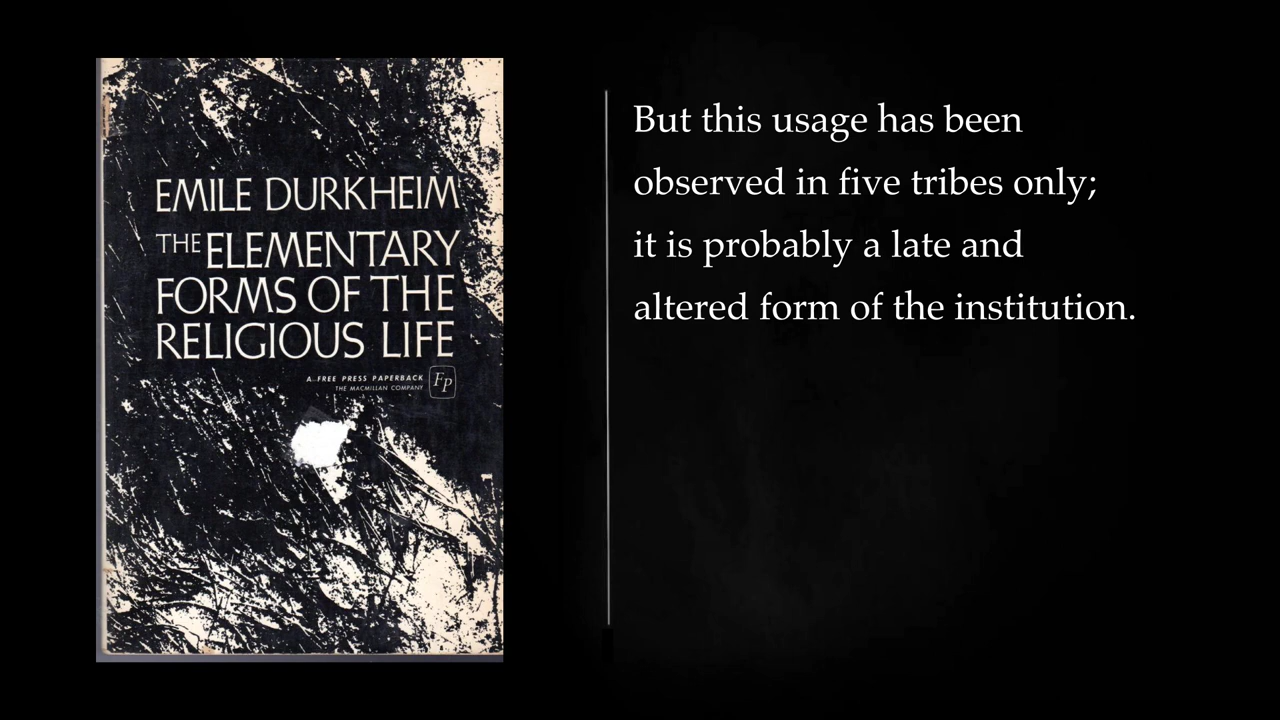 EMILE DURKHEIM
THE ELEMENTARY
FORMS OF THE
RELIGIOUS LIFE
A FREE PRESS PAPERBACK
THE MACMILLAN COMPANY
FP
But this usage has been
observed in five tribes only;
it is probably a late and
altered form of the institution.